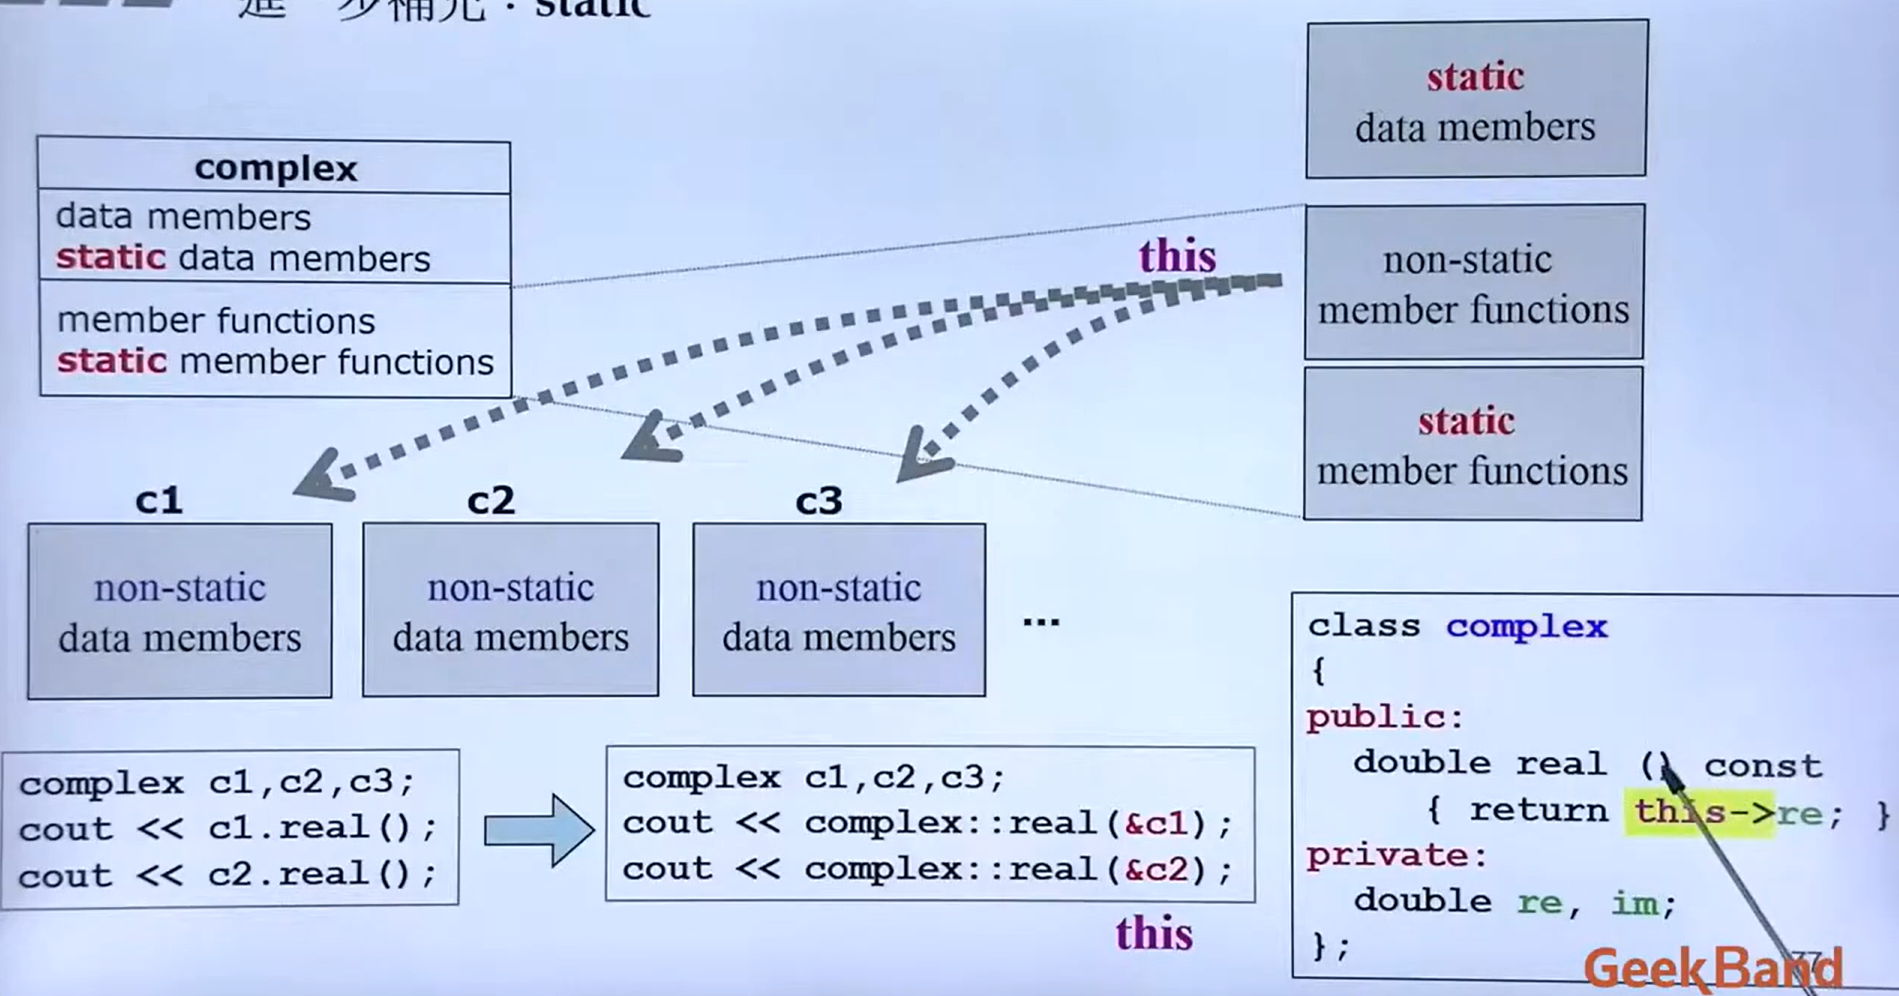 進一步補充：static
static
data members
complex
data members
static data members
member functions
static member functions
this
non-static
member functions
static
member functions
c1
c2
c3
non-static
data members
non-static
data members
non-static
data members
...
complex c1,c2,c3;
cout << c1.real();
cout << c2.real();
complex c1,c2,c3;
cout << complex::real(&c1);
cout << complex::real(&c2);
this
class complex
{
public:
double real () const
{ return this->re; }
private:
double re, im;
};
77
GeekBand